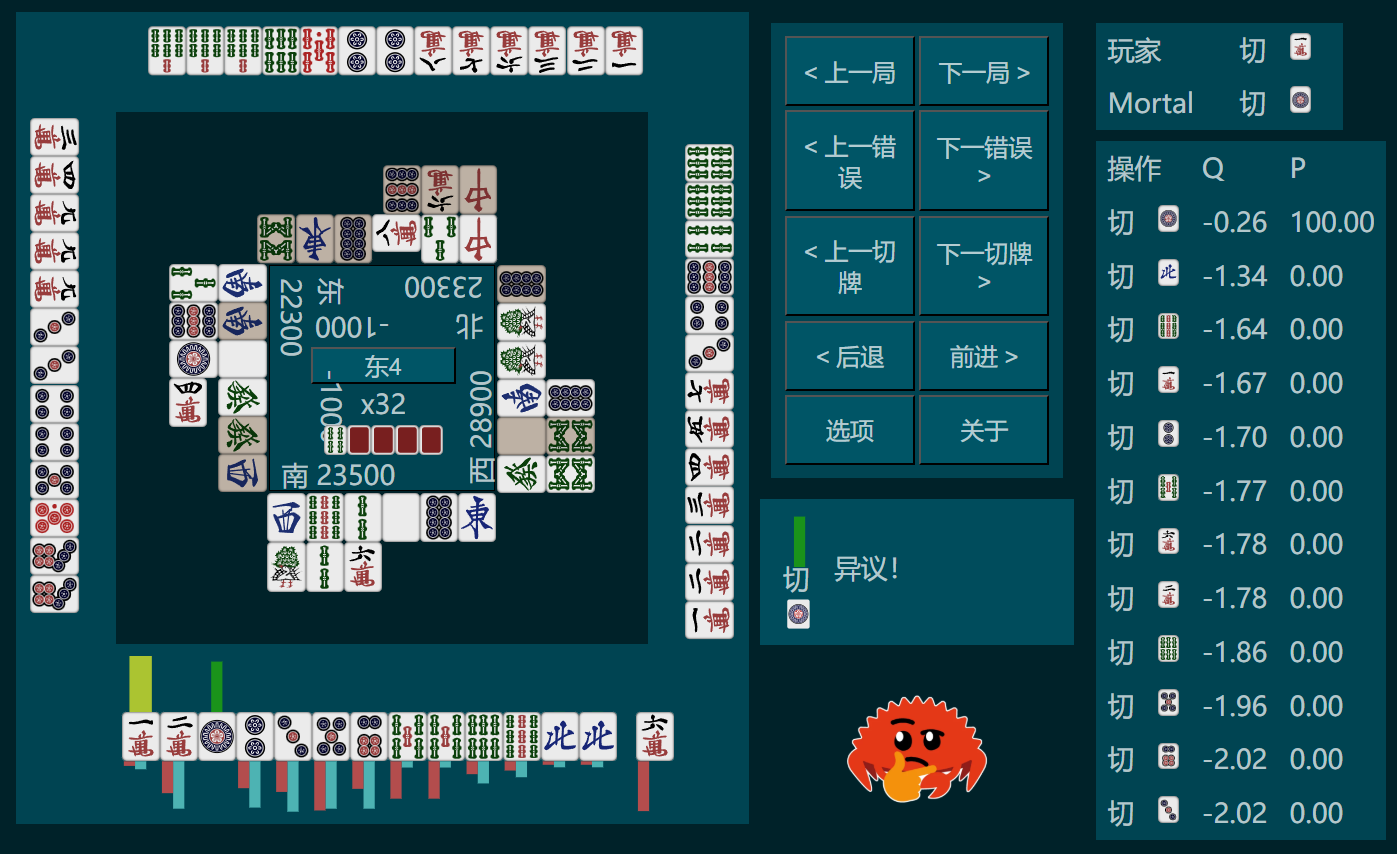 < 上一局
下一局 >
< 上一错误
下一错误 >
< 上一切牌
下一切牌 >
< 后退
前进 >
选项
关于
玩家 切
Mortal 切
操作 Q P
切 -0.26 100.00
切 -1.34 0.00
切 -1.64 0.00
切 -1.67 0.00
切 -1.70 0.00
切 -1.77 0.00
切 -1.78 0.00
切 -1.78 0.00
切 -1.86 0.00
切 -1.96 0.00
切 -2.02 0.00
切 -2.02 0.00
切
异议！
东 22300
北 23300
-1000
东4
x32
南 23500
西 28900